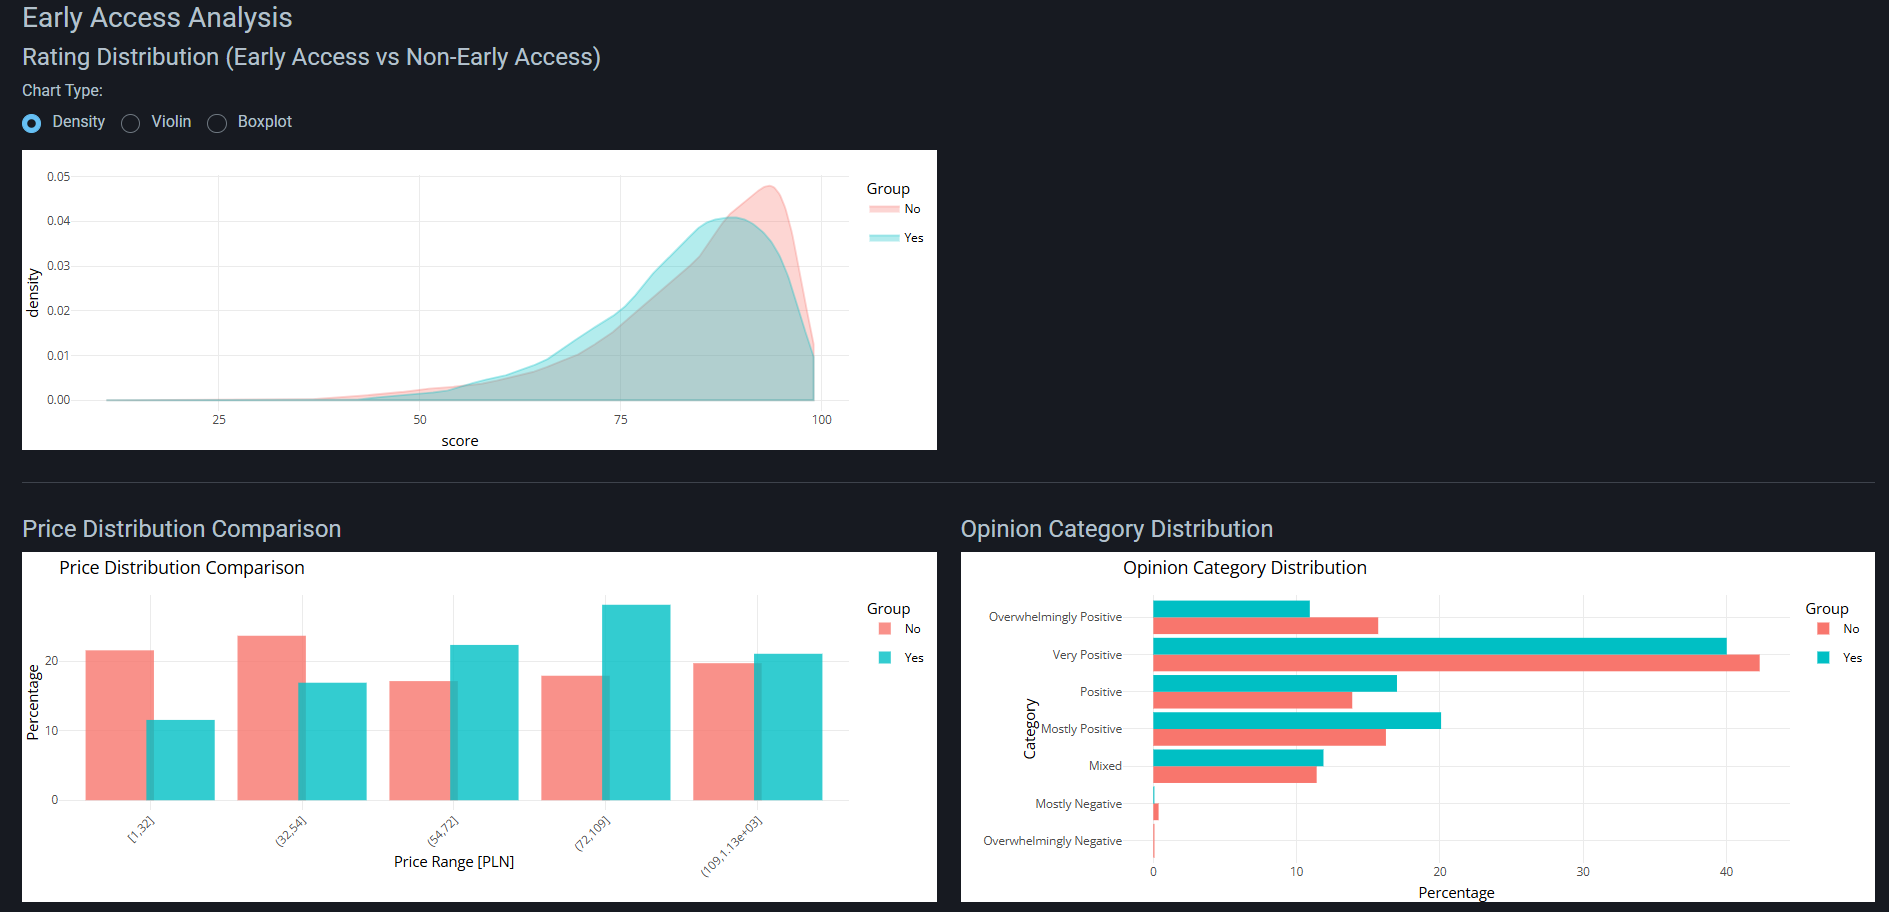 Early Access Analysis
Rating Distribution (Early Access vs Non-Early Access)
Chart Type:
Density Violin Boxplot
0.05
0.04
0.03
0.02
0.01
0.00
density
25 50 75 100
score
Group
No
Yes
Price Distribution Comparison
Price Distribution Comparison
20
10
0
Percentage
[1,32] (32,54] (54,72] (72,109] (109,1.13e+03]
Price Range [PLN]
Group
No
Yes
Opinion Category Distribution
Opinion Category Distribution
Overwhelmingly Positive
Very Positive
Positive
Mostly Positive
Mixed
Mostly Negative
Overwhelmingly Negative
Category
0 10 20 30 40
Percentage
Group
No
Yes